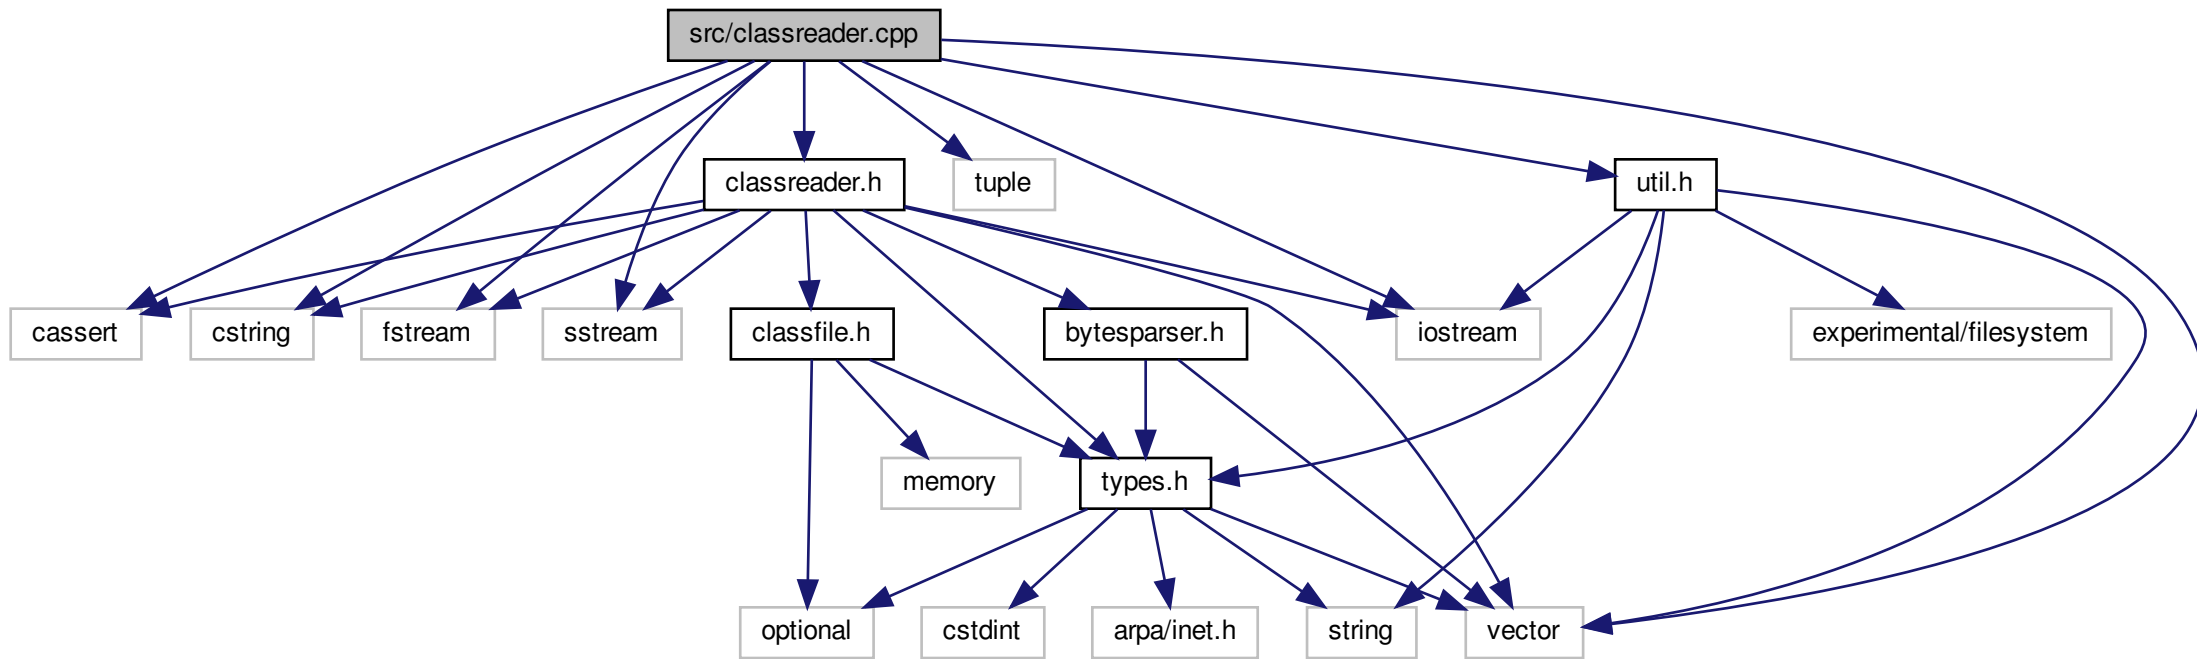 src/classreader.cpp
classreader.h
tuple
util.h
cassert
cstring
fstream
sstream
classfile.h
bytesparser.h
iostream
experimental/filesystem
memory
types.h
optional
cstdint
arpa/inet.h
string
vector